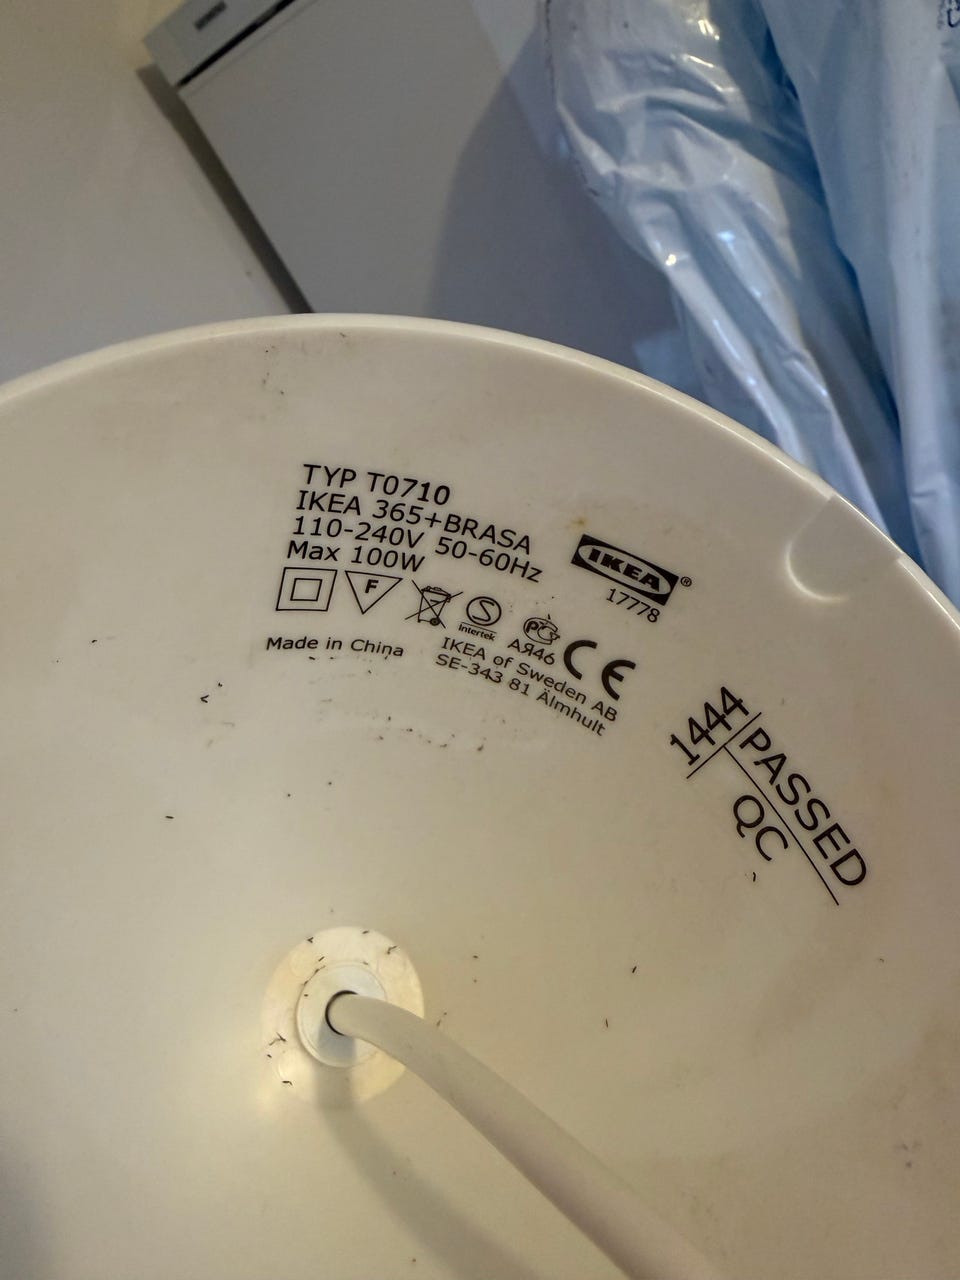 TYP T0710
IKEA 365+BRASA
110-240V 50-60Hz
Max 100W
F
S
Intertek
РСТ
АЯ46
CE
Made in China
IKEA of Sweden AB
SE-343 81 Älmhult
IKEA®
17778
1444
PASSED
QC